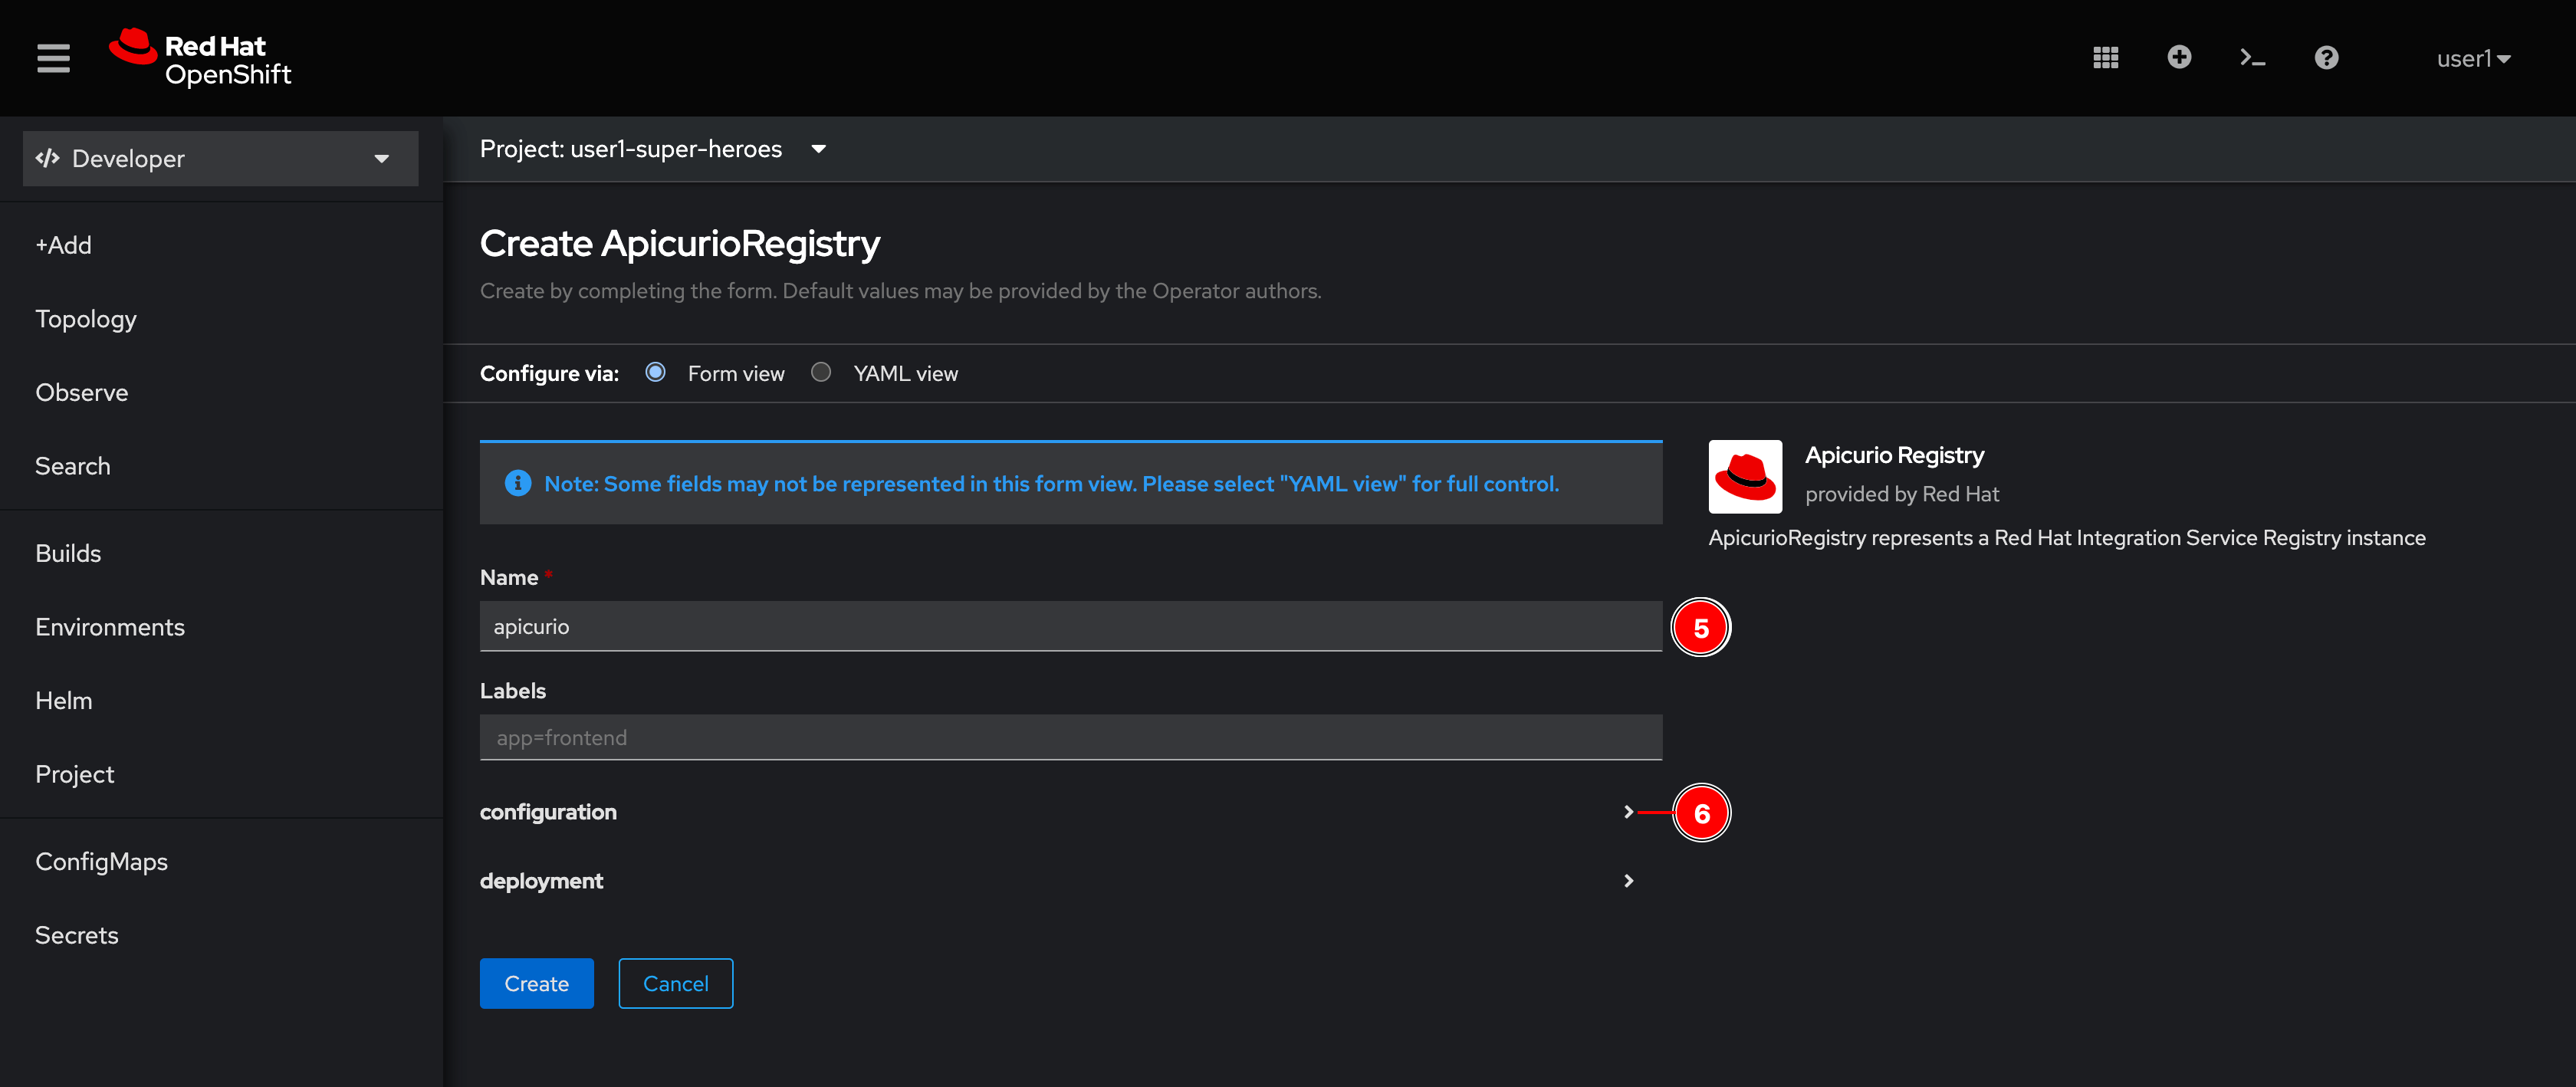 Red Hat
OpenShift
user1
Developer
Project: user1-super-heroes
+Add
Topology
Observe
Search
Builds
Environments
Helm
Project
ConfigMaps
Secrets
Create ApicurioRegistry
Create by completing the form. Default values may be provided by the Operator authors.
Configure via: Form view YAML view
Note: Some fields may not be represented in this form view. Please select "YAML view" for full control.
Name *
apicurio
5
Labels
app=frontend
configuration
6
deployment
Create Cancel
Apicurio Registry
provided by Red Hat
ApicurioRegistry represents a Red Hat Integration Service Registry instance